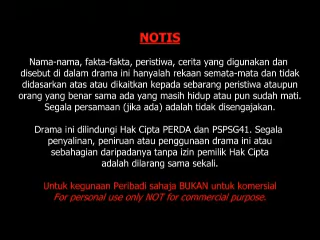 NOTIS
Nama-nama, fakta-fakta, peristiwa, cerita yang digunakan dan
disebut di dalam drama ini hanyalah rekaan semata-mata dan tidak
didasarkan atas atau dikaitkan kepada sebarang peristiwa ataupun
orang yang benar sama ada yang masih hidup atau pun sudah mati.
Segala persamaan (jika ada) adalah tidak disengajakan.
Drama ini dilindungi Hak Cipta PERDA dan PSPSG41. Segala
penyalinan, peniruan atau penggunaan drama ini atau
sebahagian daripadanya tanpa izin pemilik Hak Cipta
adalah dilarang sama sekali.
Untuk kegunaan Peribadi sahaja BUKAN untuk komersial
For personal use only NOT for commercial purpose.